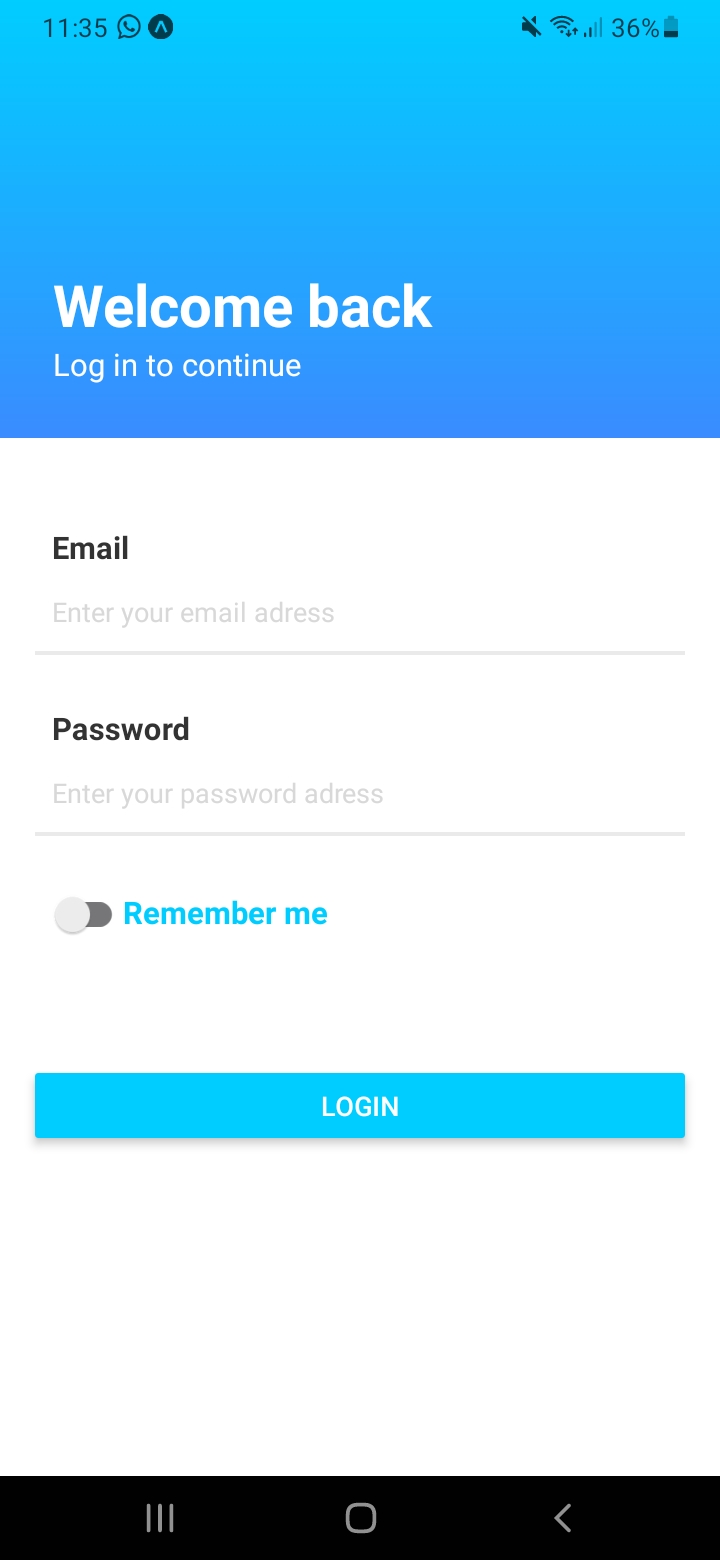 11:35 36%
Welcome back
Log in to continue
Email
Enter your email adress
Password
Enter your password adress
Remember me
LOGIN